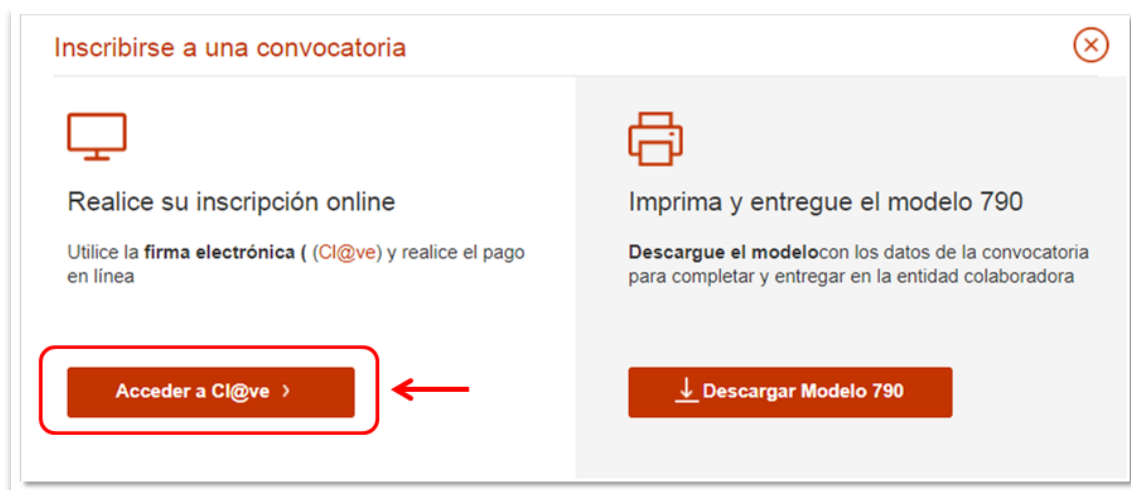 Inscribirse a una convocatoria
Realice su inscripción online
Utilice la firma electrónica ( (Cl@ve) y realice el pago
en línea
Acceder a Cl@ve >
Imprima y entregue el modelo 790
Descargue el modelocon los datos de la convocatoria
para completar y entregar en la entidad colaboradora
Descargar Modelo 790